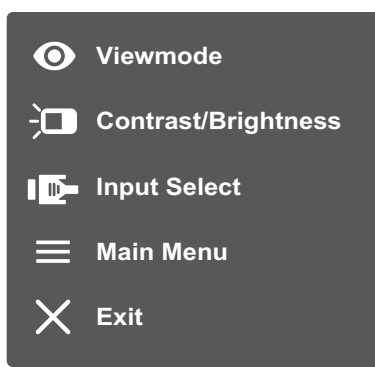 Viewmode
Contrast/Brightness
Input Select
Main Menu
Exit